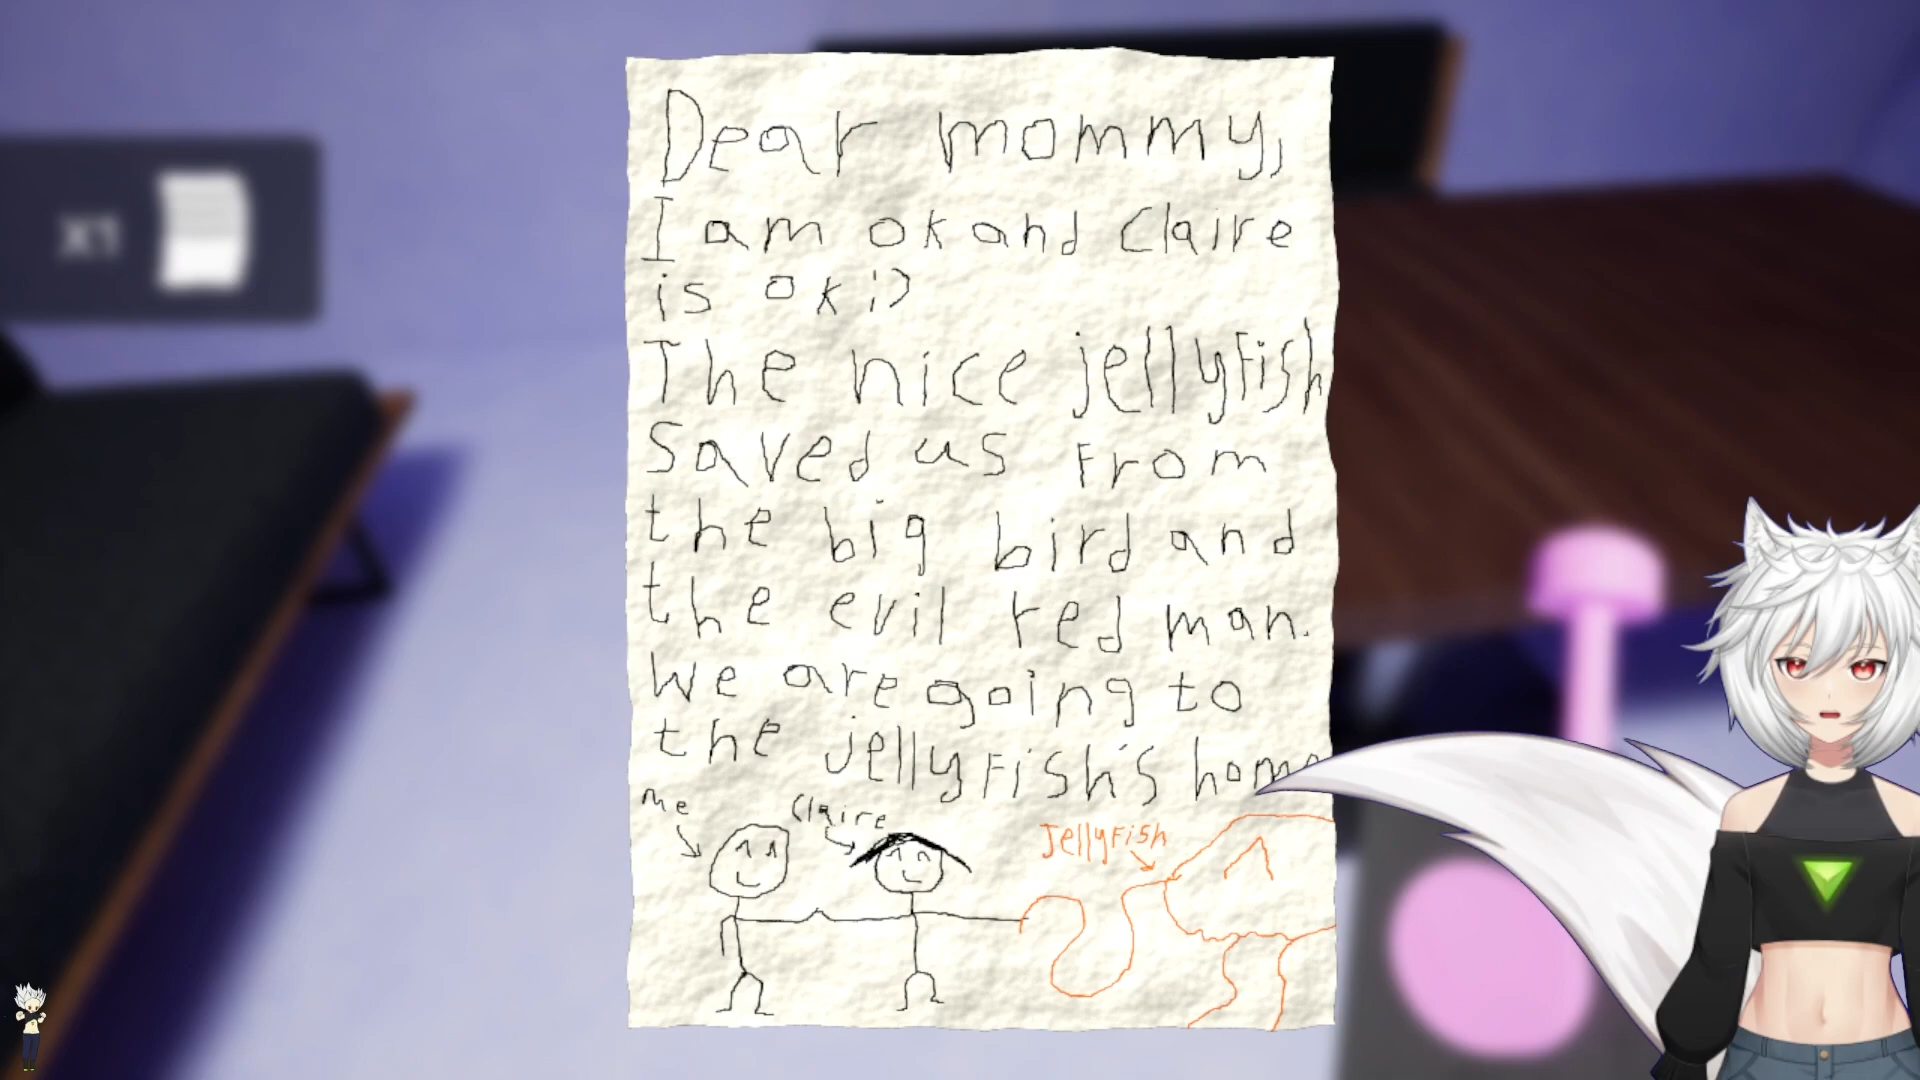 Dear mommy,
I am ok and Claire
is ok :)
The nice jellyfish
saved us from
the big bird and
the evil red man.
We are going to
the jellyfish's home
me
Claire
Jellyfish
X1